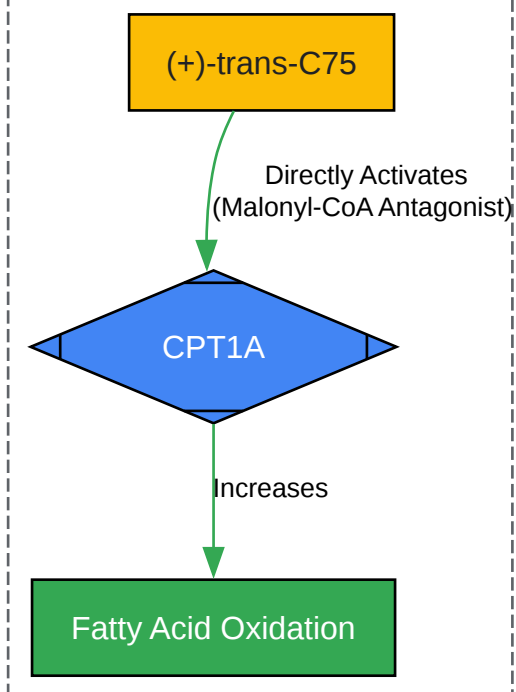 (+)-trans-C75
Directly Activates
(Malonyl-CoA Antagonist)
CPT1A
Increases
Fatty Acid Oxidation